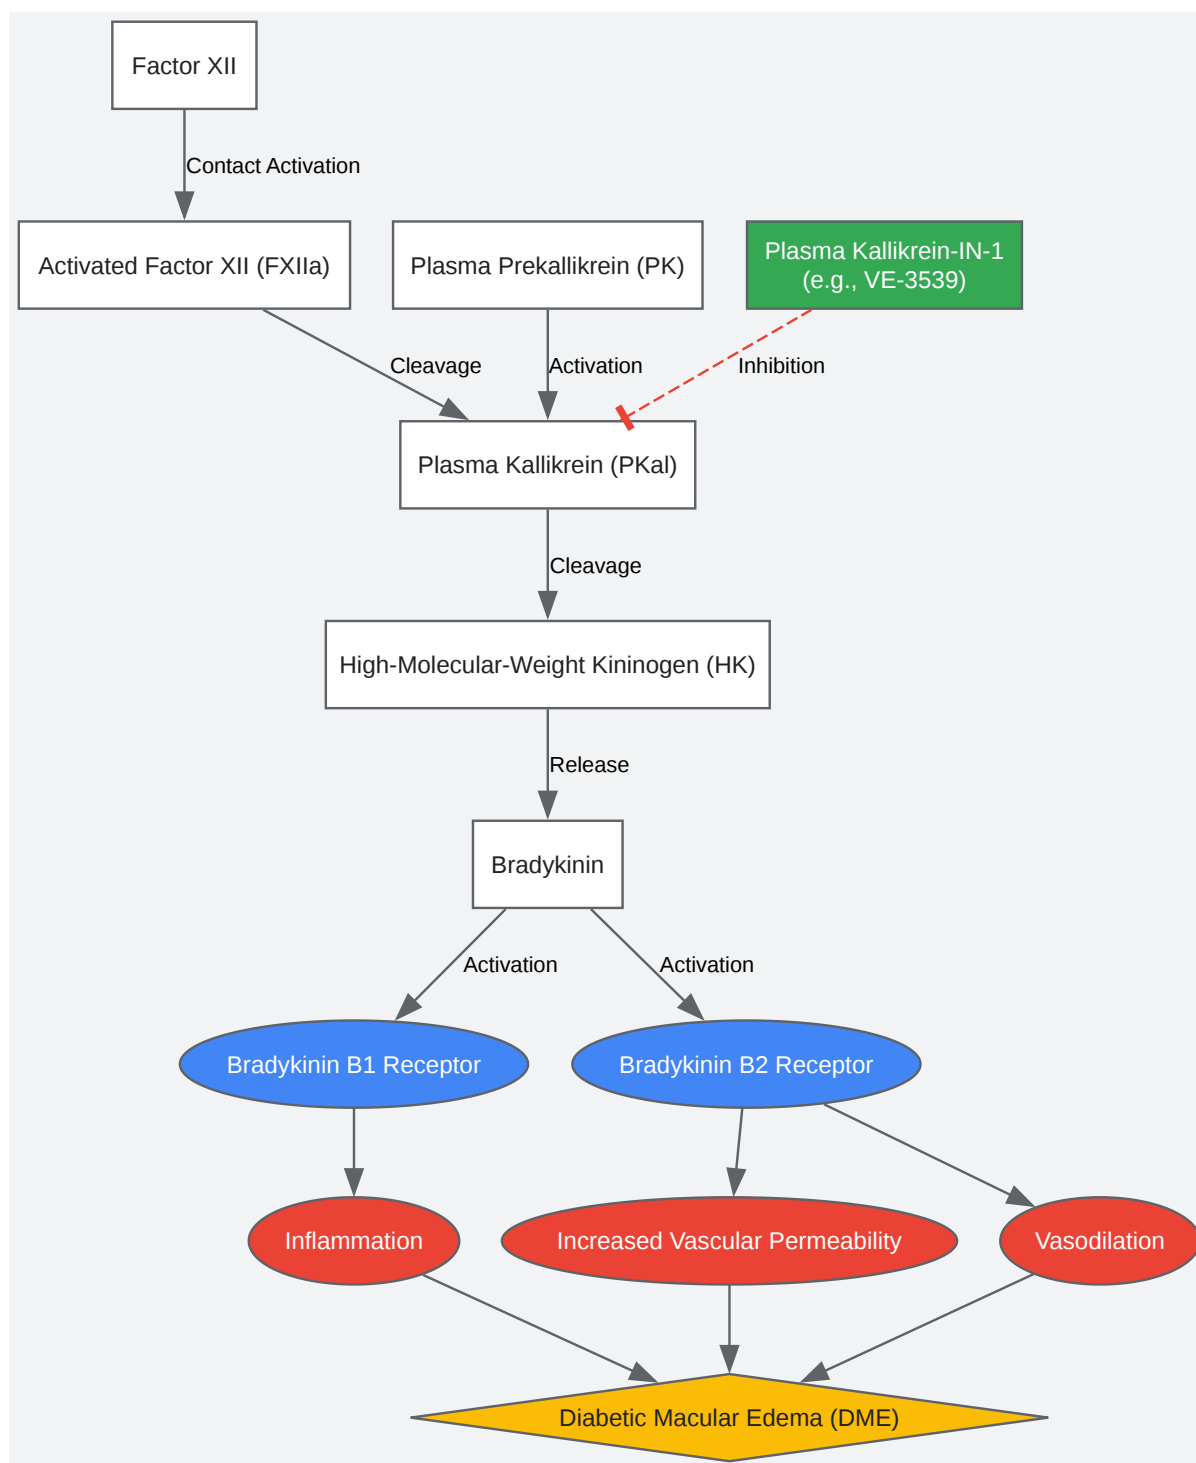 Factor XII
Contact Activation
Activated Factor XII (FXIIa)
Plasma Prekallikrein (PK)
Plasma Kallikrein-IN-1
(e.g., VE-3539)
Cleavage
Activation
Inhibition
Plasma Kallikrein (PKal)
Cleavage
High-Molecular-Weight Kininogen (HK)
Release
Bradykinin
Activation
Activation
Bradykinin B1 Receptor
Bradykinin B2 Receptor
Inflammation
Increased Vascular Permeability
Vasodilation
Diabetic Macular Edema (DME)